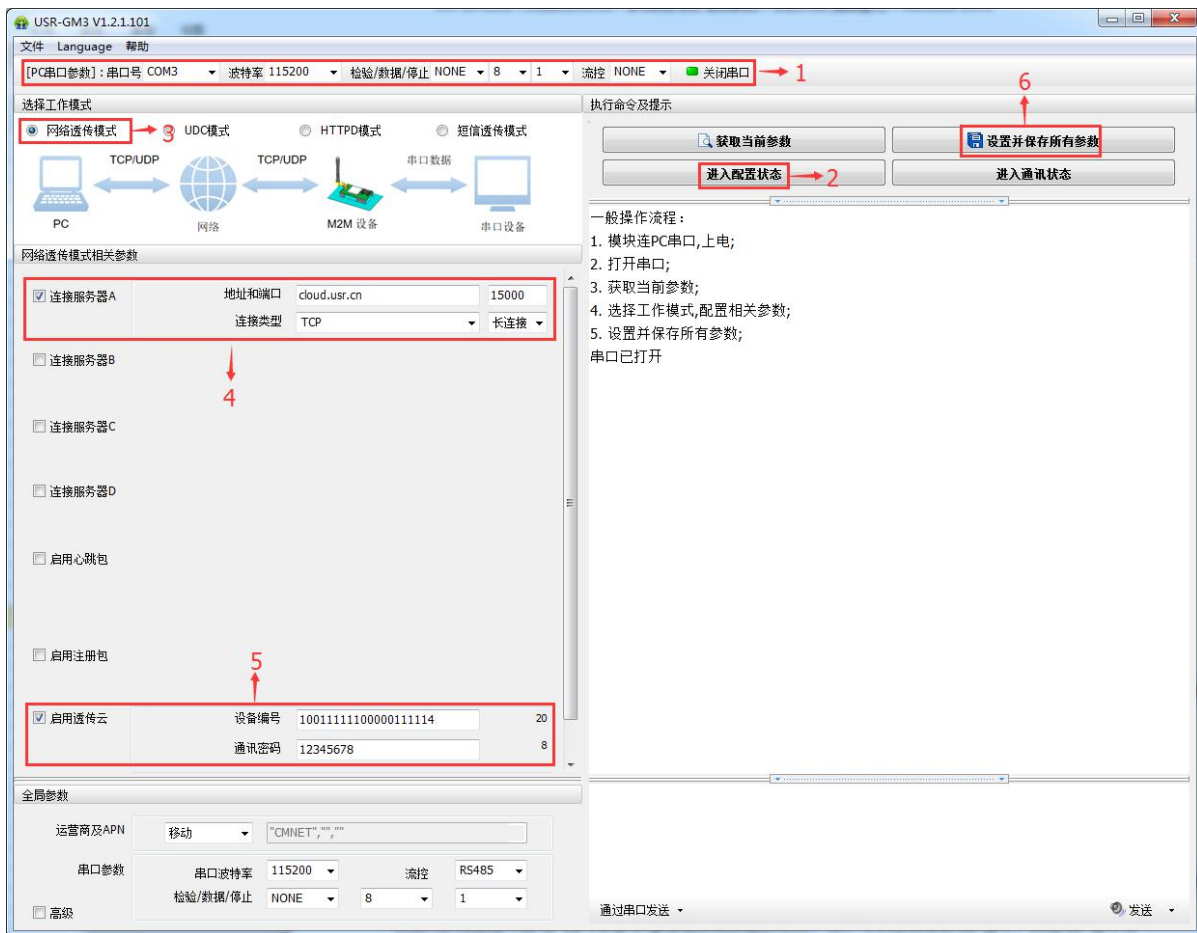 USR-GM3 V1.2.1.101
文件 Language 帮助
[PC串口参数]：串口号 COM3 波特率 115200 检验/数据/停止 NONE 8 1 流控 NONE 关闭串口 1
选择工作模式
网络透传模式 3 UDC模式 HTTPD模式 短信透传模式
TCP/UDP TCP/UDP 串口数据
PC 网络 M2M 设备 串口设备
网络透传模式相关参数
连接服务器A 地址和端口 cloud.usr.cn 15000
连接类型 TCP 长连接
4
连接服务器B
连接服务器C
连接服务器D
启用心跳包
启用注册包
5
启用透传云 设备编号 10011111100000111114 20
通讯密码 12345678 8
全局参数
运营商及APN 移动 "CMNET","",""
串口参数 串口波特率 115200 流控 RS485
检验/数据/停止 NONE 8 1
高级
执行命令及提示
6
获取当前参数 设置并保存所有参数
进入配置状态 2 进入通讯状态
一般操作流程：
1. 模块连PC串口,上电;
2. 打开串口;
3. 获取当前参数;
4. 选择工作模式,配置相关参数;
5. 设置并保存所有参数;
串口已打开
通过串口发送 发送